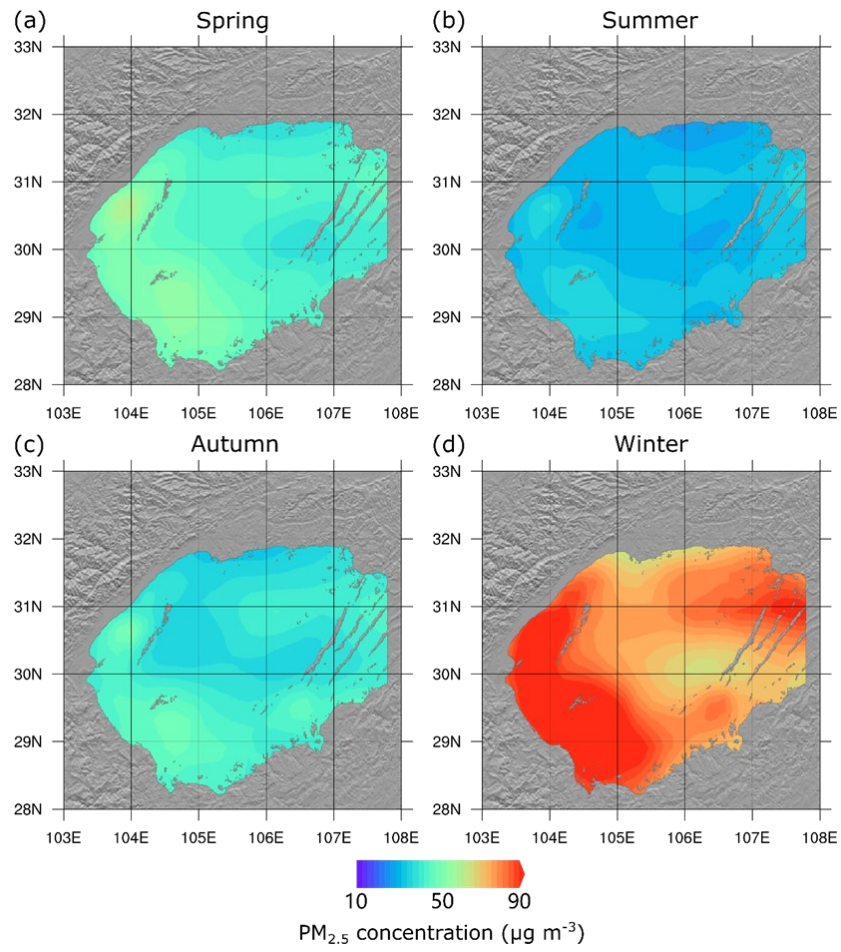 (a) Spring
(b) Summer
33N
32N
31N
30N
29N
28N
103E 104E 105E 106E 107E 108E
33N
32N
31N
30N
29N
28N
103E 104E 105E 106E 107E 108E
(c) Autumn
(d) Winter
33N
32N
31N
30N
29N
28N
103E 104E 105E 106E 107E 108E
33N
32N
31N
30N
29N
28N
103E 104E 105E 106E 107E 108E
10 50 90
PM2.5 concentration (µg m-3)